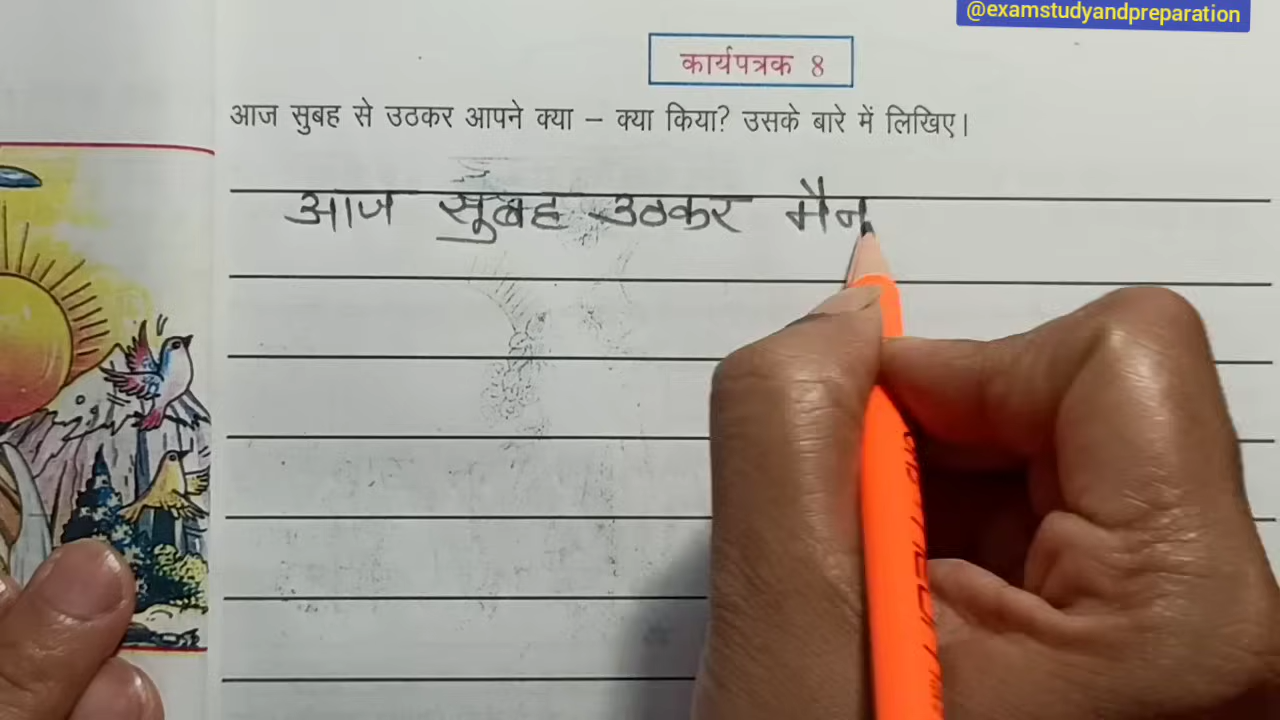 @examstudyandpreparation
कार्यपत्रक 8
आज सुबह से उठकर आपने क्या – क्या किया? उसके बारे में लिखिए।
आज सुबह उठकर मैन